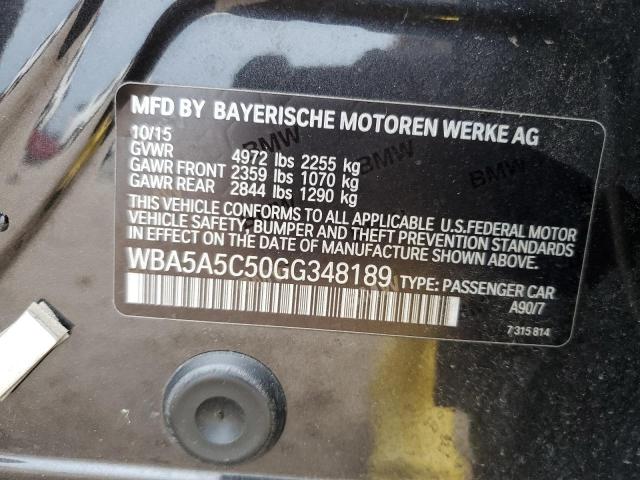 MFD BY BAYERISCHE MOTOREN WERKE AG
10/15
GVWR 4972 lbs 2255 kg
GAWR FRONT 2359 lbs 1070 kg
GAWR REAR 2844 lbs 1290 kg
THIS VEHICLE CONFORMS TO ALL APPLICABLE U.S.FEDERAL MOTOR
VEHICLE SAFETY, BUMPER AND THEFT PREVENTION STANDARDS
IN EFFECT ON THE DATE OF MANUFACTURE SHOWN ABOVE.
WBA5A5C50GG348189 TYPE: PASSENGER CAR
A90/7
7 315 814
BMW
BMW
BMW